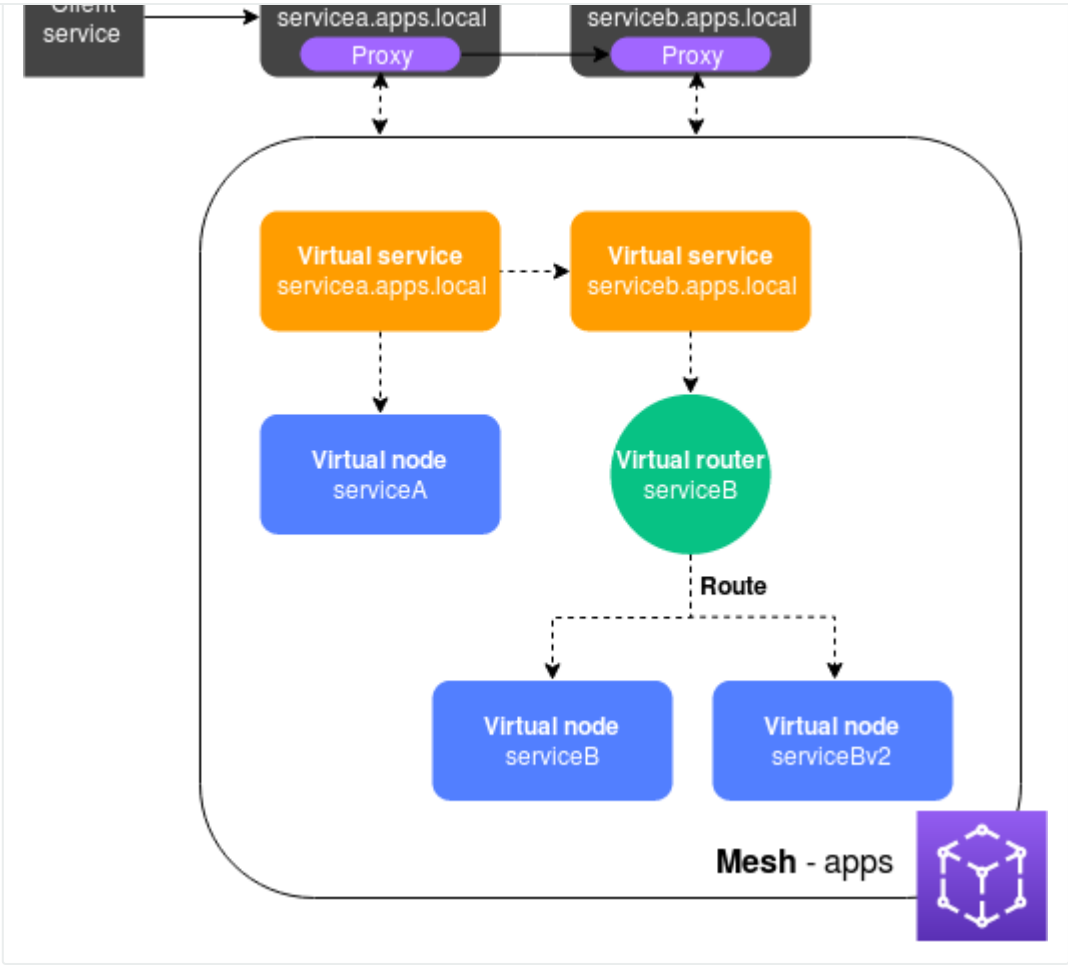 Client
service
servicea.apps.local
Proxy
serviceb.apps.local
Proxy
Virtual service
servicea.apps.local
Virtual service
serviceb.apps.local
Virtual node
serviceA
Virtual router
serviceB
Route
Virtual node
serviceB
Virtual node
serviceBv2
Mesh - apps